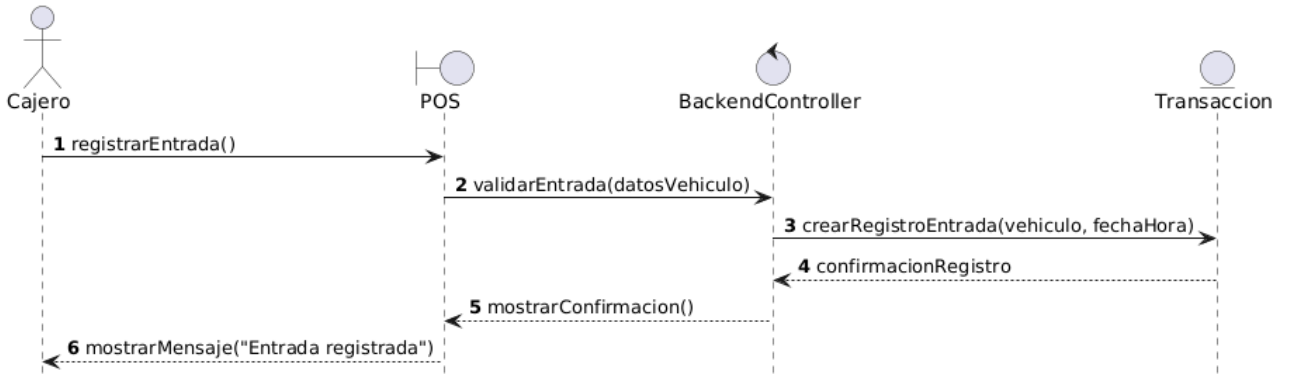 Cajero
POS
BackendController
Transaccion
1 registrarEntrada()
2 validarEntrada(datosVehiculo)
3 crearRegistroEntrada(vehiculo, fechaHora)
4 confirmacionRegistro
5 mostrarConfirmacion()
6 mostrarMensaje("Entrada registrada")